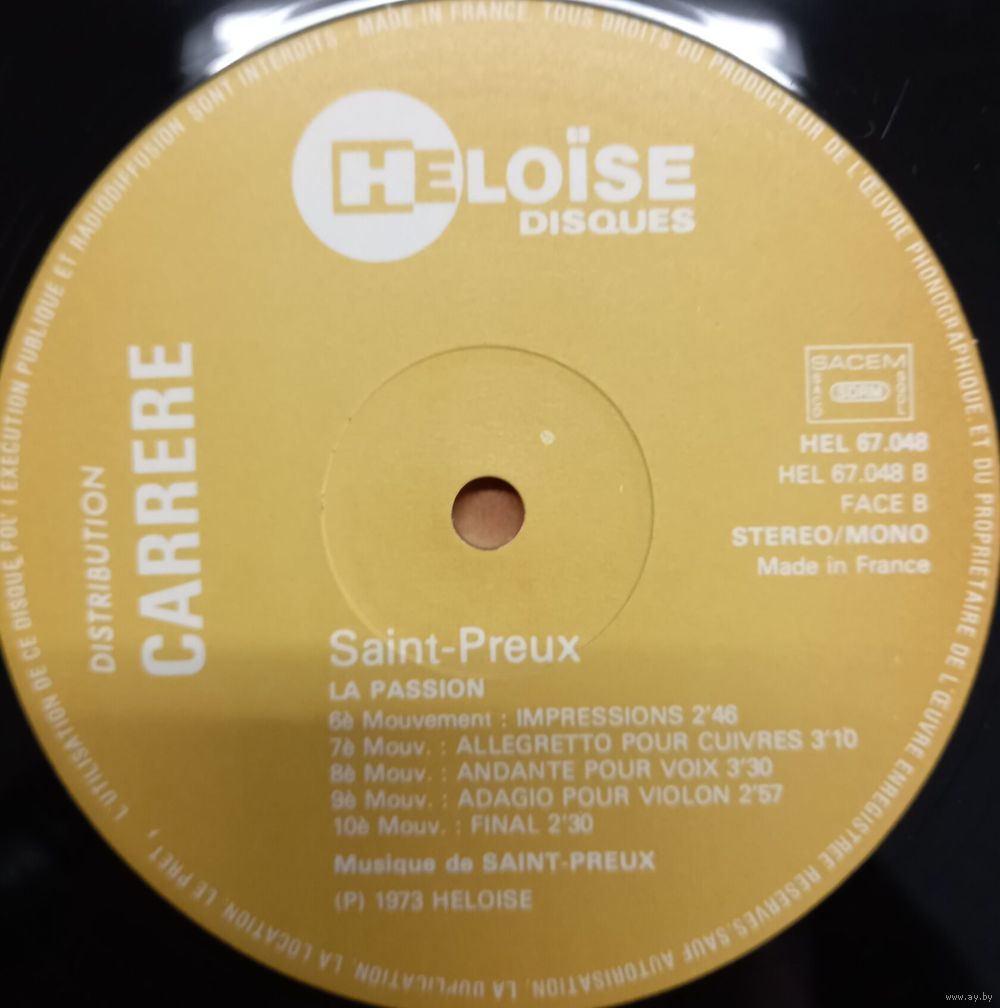 MADE IN FRANCE. TOUS DROITS DU PRODUCTEUR DE L'ŒUVRE PHONOGRAPHIQUE ET DU PROPRIETAIRE DE L'ŒUVRE ENREGISTREE RESERVES. SAUF AUTORISATION, LA DUPLICATION, LA LOCATION, LE PRET, L'UTILISATION DE CE DISQUE POU' L'EXECUTION PUBLIQUE ET RADIODIFFUSION SONT INTERDITS
HELOÏSE
DISQUES
DISTRIBUTION
CARRERE
SACEM
SDRM
HEL 67.048
HEL 67.048 B
FACE B
STEREO/MONO
Made in France
Saint-Preux
LA PASSION
6è Mouvement : IMPRESSIONS 2'46
7è Mouv. : ALLEGRETTO POUR CUIVRES 3'10
8è Mouv. : ANDANTE POUR VOIX 3'30
9è Mouv. : ADAGIO POUR VIOLON 2'57
10è Mouv. : FINAL 2'30
Musique de SAINT-PREUX
(P) 1973 HELOISE
www.ay.by